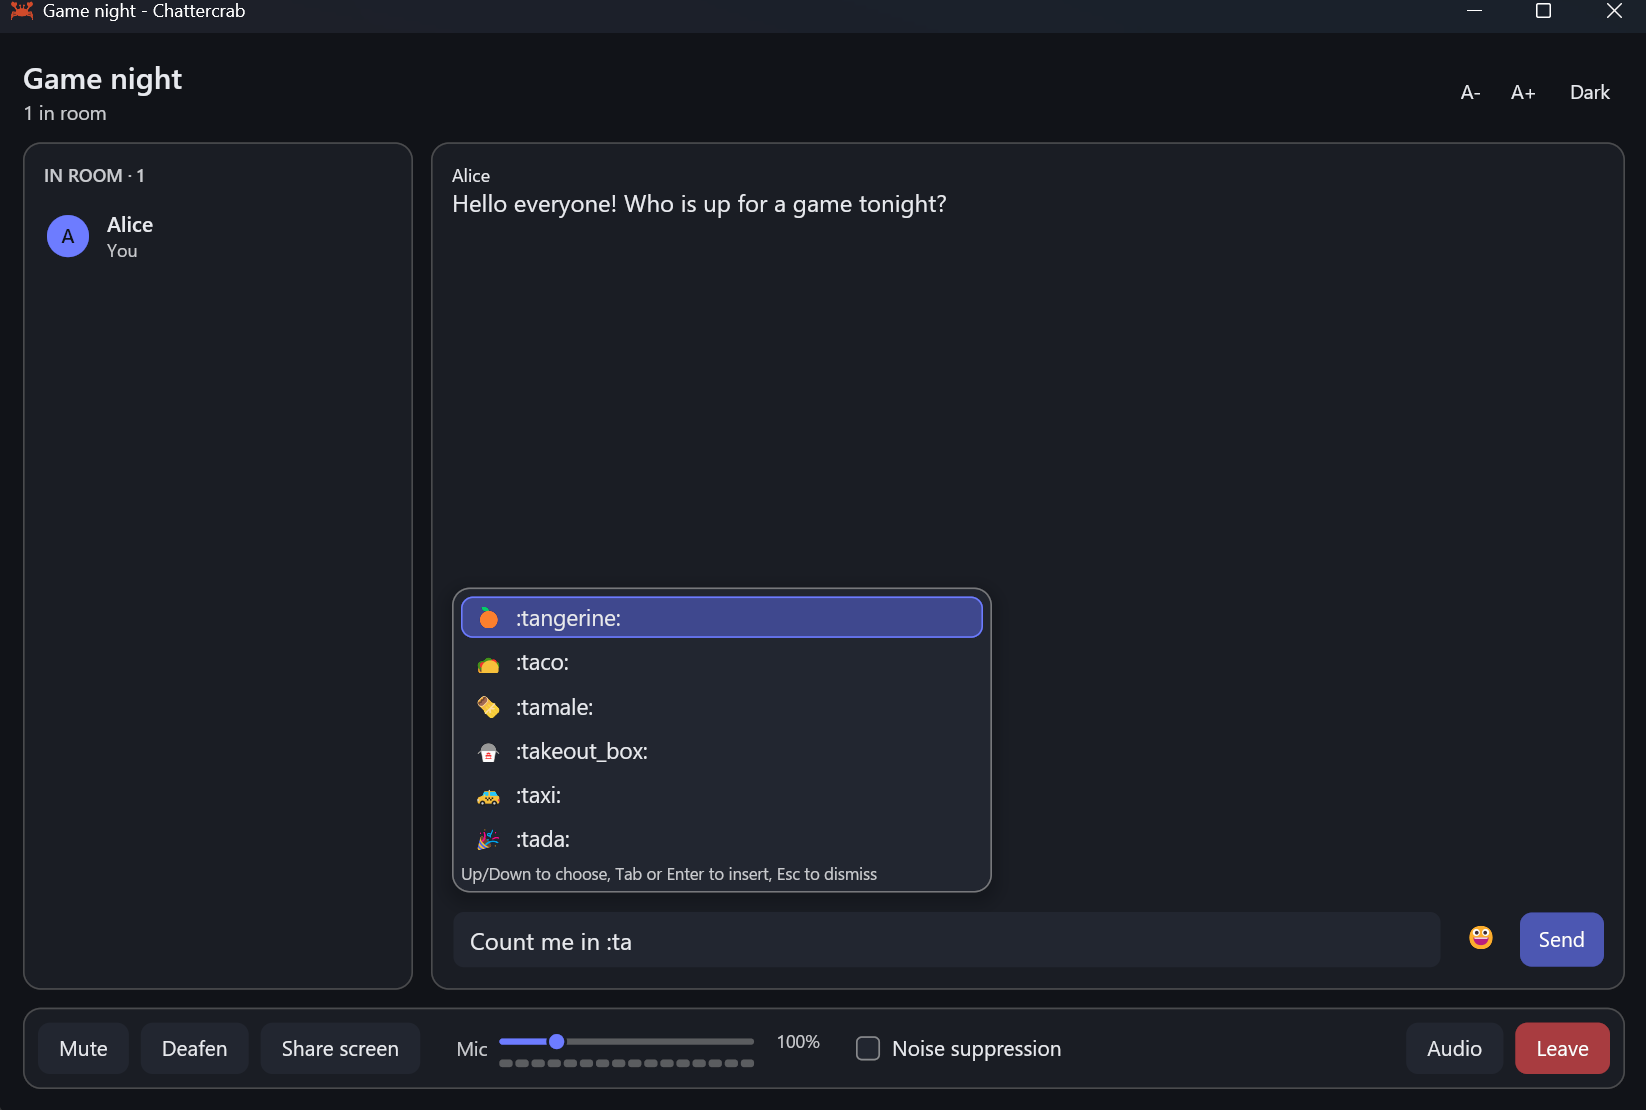 Game night - Chattercrab
Game night
1 in room
A-
A+
Dark
IN ROOM · 1
A
Alice
You
Alice
Hello everyone! Who is up for a game tonight?
:tangerine:
:taco:
:tamale:
:takeout_box:
:taxi:
:tada:
Up/Down to choose, Tab or Enter to insert, Esc to dismiss
Count me in :ta
Send
Mute
Deafen
Share screen
Mic
100%
Noise suppression
Audio
Leave